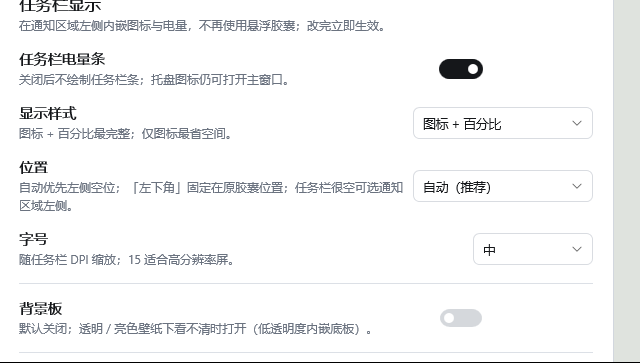 任务栏显示
在通知区域左侧内嵌图标与电量，不再使用悬浮胶囊；改完立即生效。
任务栏电量条
关闭后不绘制任务栏条；托盘图标仍可打开主窗口。
显示样式
图标 + 百分比最完整；仅图标最省空间。
图标 + 百分比
位置
自动优先左侧空位；「左下角」固定在原胶囊位置；任务栏很空可选通知
区域左侧。
自动（推荐）
字号
随任务栏 DPI 缩放；15 适合高分辨率屏。
中
背景板
默认关闭；透明 / 亮色壁纸下看不清时打开（低透明度内嵌底板）。